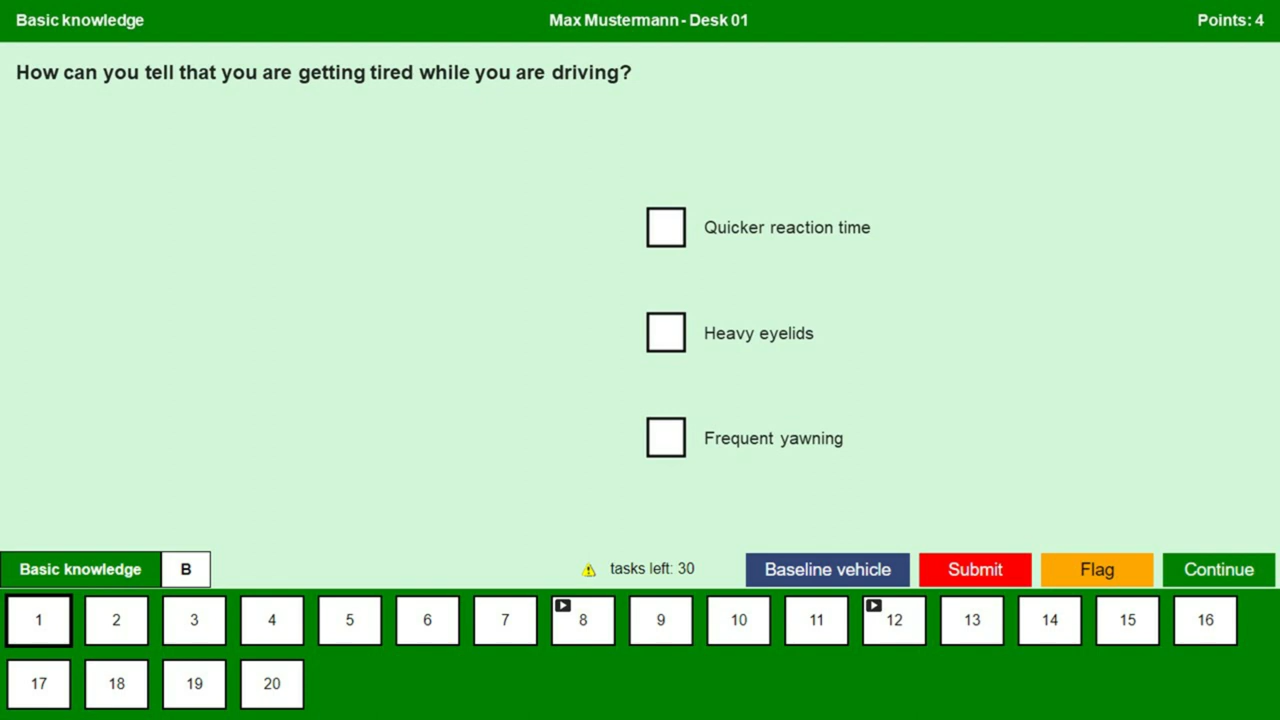 Basic knowledge
Max Mustermann - Desk 01
Points: 4
How can you tell that you are getting tired while you are driving?
Quicker reaction time
Heavy eyelids
Frequent yawning
Basic knowledge
B
tasks left: 30
Baseline vehicle
Submit
Flag
Continue
1 2 3 4 5 6 7 8 9 10 11 12 13 14 15 16
17 18 19 20